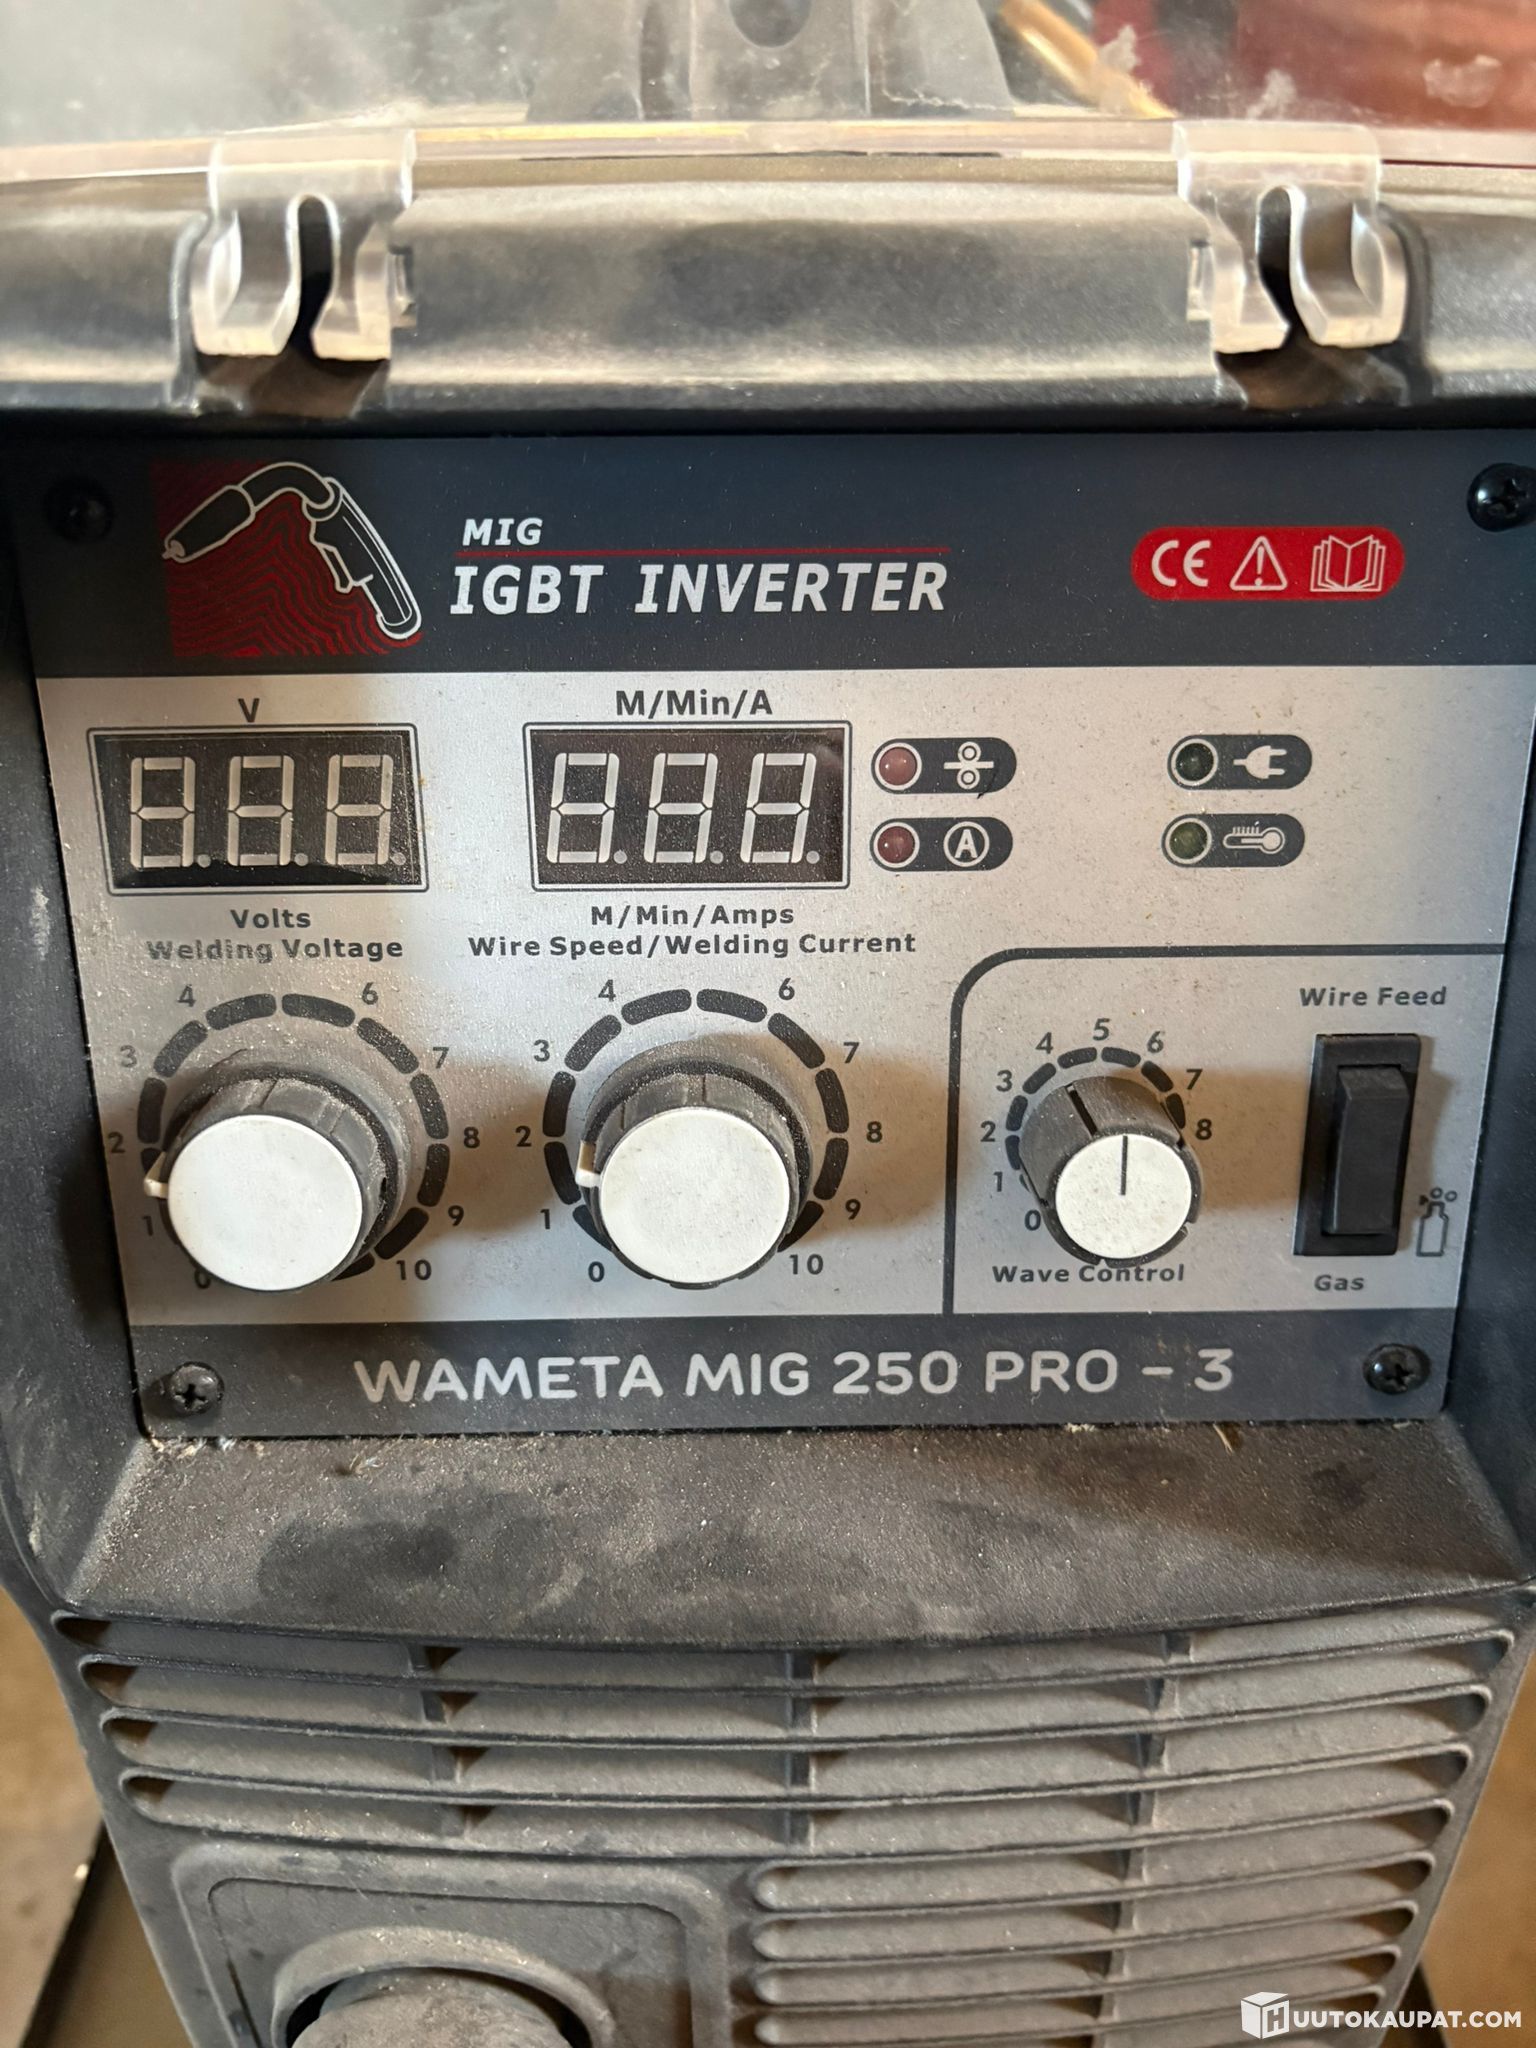 MIG
IGBT INVERTER
CE
V
M/Min/A
A
Volts
Welding Voltage
M/Min/Amps
Wire Speed/Welding Current
0 1 2 3 4 6 7 8 9 10
0 1 2 3 4 6 7 8 9 10
0 1 2 3 4 5 6 7 8
Wave Control
Wire Feed
Gas
WAMETA MIG 250 PRO - 3
HUUTOKAUPAT.COM